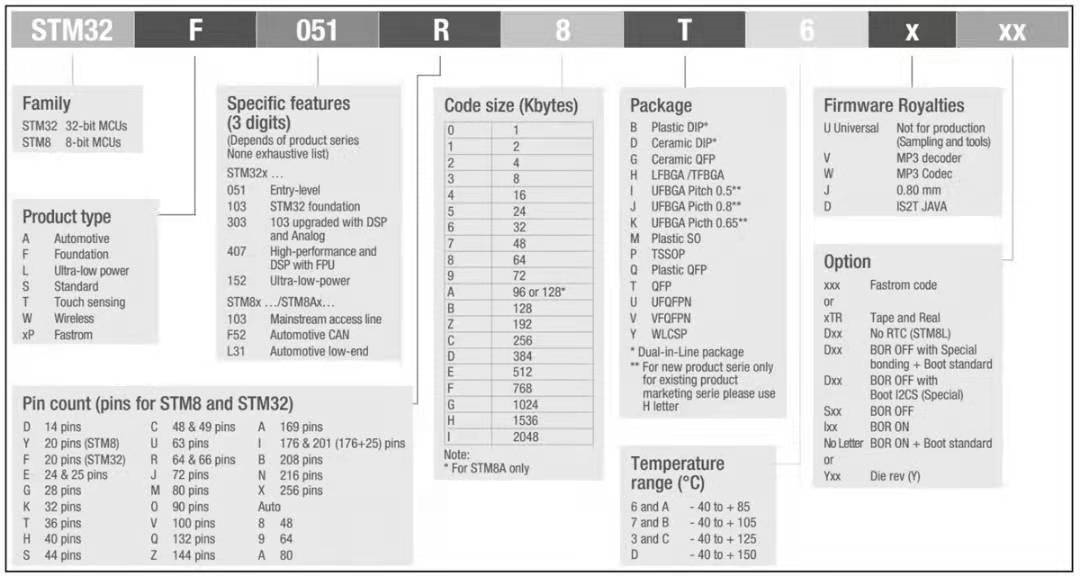 STM32 F 051 R 8 T 6 x xx
Family
STM32 32-bit MCUs
STM8 8-bit MCUs
Product type
A Automotive
F Foundation
L Ultra-low power
S Standard
T Touch sensing
W Wireless
xP Fastrom
Specific features
(3 digits)
(Depends of product series
None exhaustive list)
STM32x ...
051 Entry-level
103 STM32 foundation
303 103 upgraded with DSP
and Analog
407 High-performance and
DSP with FPU
152 Ultra-low-power
STM8x .../STM8Ax...
103 Mainstream access line
F52 Automotive CAN
L31 Automotive low-end
Pin count (pins for STM8 and STM32)
D 14 pins
Y 20 pins (STM8)
F 20 pins (STM32)
E 24 & 25 pins
G 28 pins
K 32 pins
T 36 pins
H 40 pins
S 44 pins
C 48 & 49 pins
U 63 pins
R 64 & 66 pins
J 72 pins
M 80 pins
O 90 pins
V 100 pins
Q 132 pins
Z 144 pins
A 169 pins
I 176 & 201 (176+25) pins
B 208 pins
N 216 pins
X 256 pins
Auto
8 48
9 64
A 80
Code size (Kbytes)
0 1
1 2
2 4
3 8
4 16
5 24
6 32
7 48
8 64
9 72
A 96 or 128*
B 128
Z 192
C 256
D 384
E 512
F 768
G 1024
H 1536
I 2048
Note:
* For STM8A only
Package
B Plastic DIP*
D Ceramic DIP*
G Ceramic QFP
H LFBGA /TFBGA
I UFBGA Pitch 0.5**
J UFBGA Picth 0.8**
K UFBGA Picth 0.65**
M Plastic SO
P TSSOP
Q Plastic QFP
T QFP
U UFQFPN
V VFQFPN
Y WLCSP
* Dual-in-Line package
** For new product serie only
for existing product
marketing serie please use
H letter
Temperature
range (°C)
6 and A - 40 to + 85
7 and B - 40 to + 105
3 and C - 40 to + 125
D - 40 to + 150
Firmware Royalties
U Universal Not for production
(Sampling and tools)
V MP3 decoder
W MP3 Codec
J 0.80 mm
D IS2T JAVA
Option
xxx Fastrom code
or
xTR Tape and Real
Dxx No RTC (STM8L)
Dxx BOR OFF with Special
bonding + Boot standard
Dxx BOR OFF with
Boot I2CS (Special)
Sxx BOR OFF
Ixx BOR ON
No Letter BOR ON + Boot standard
or
Yxx Die rev (Y)